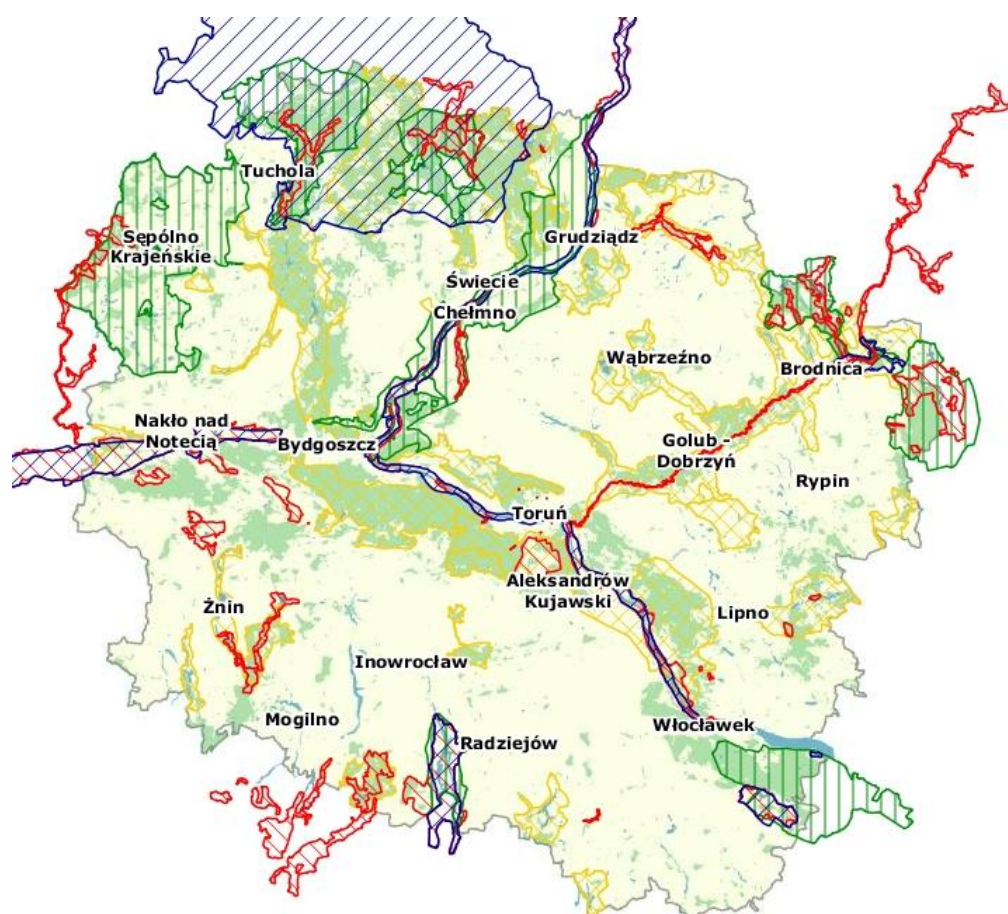 Tuchola
Sępólno
Krajeńskie
Grudziądz
Świecie
Chełmno
Wąbrzeźno
Brodnica
Nakło nad
Notecią
Bydgoszcz
Golub -
Dobrzyń
Rypin
Toruń
Aleksandrów
Kujawski
Żnin
Lipno
Inowrocław
Mogilno
Radziejów
Włocławek